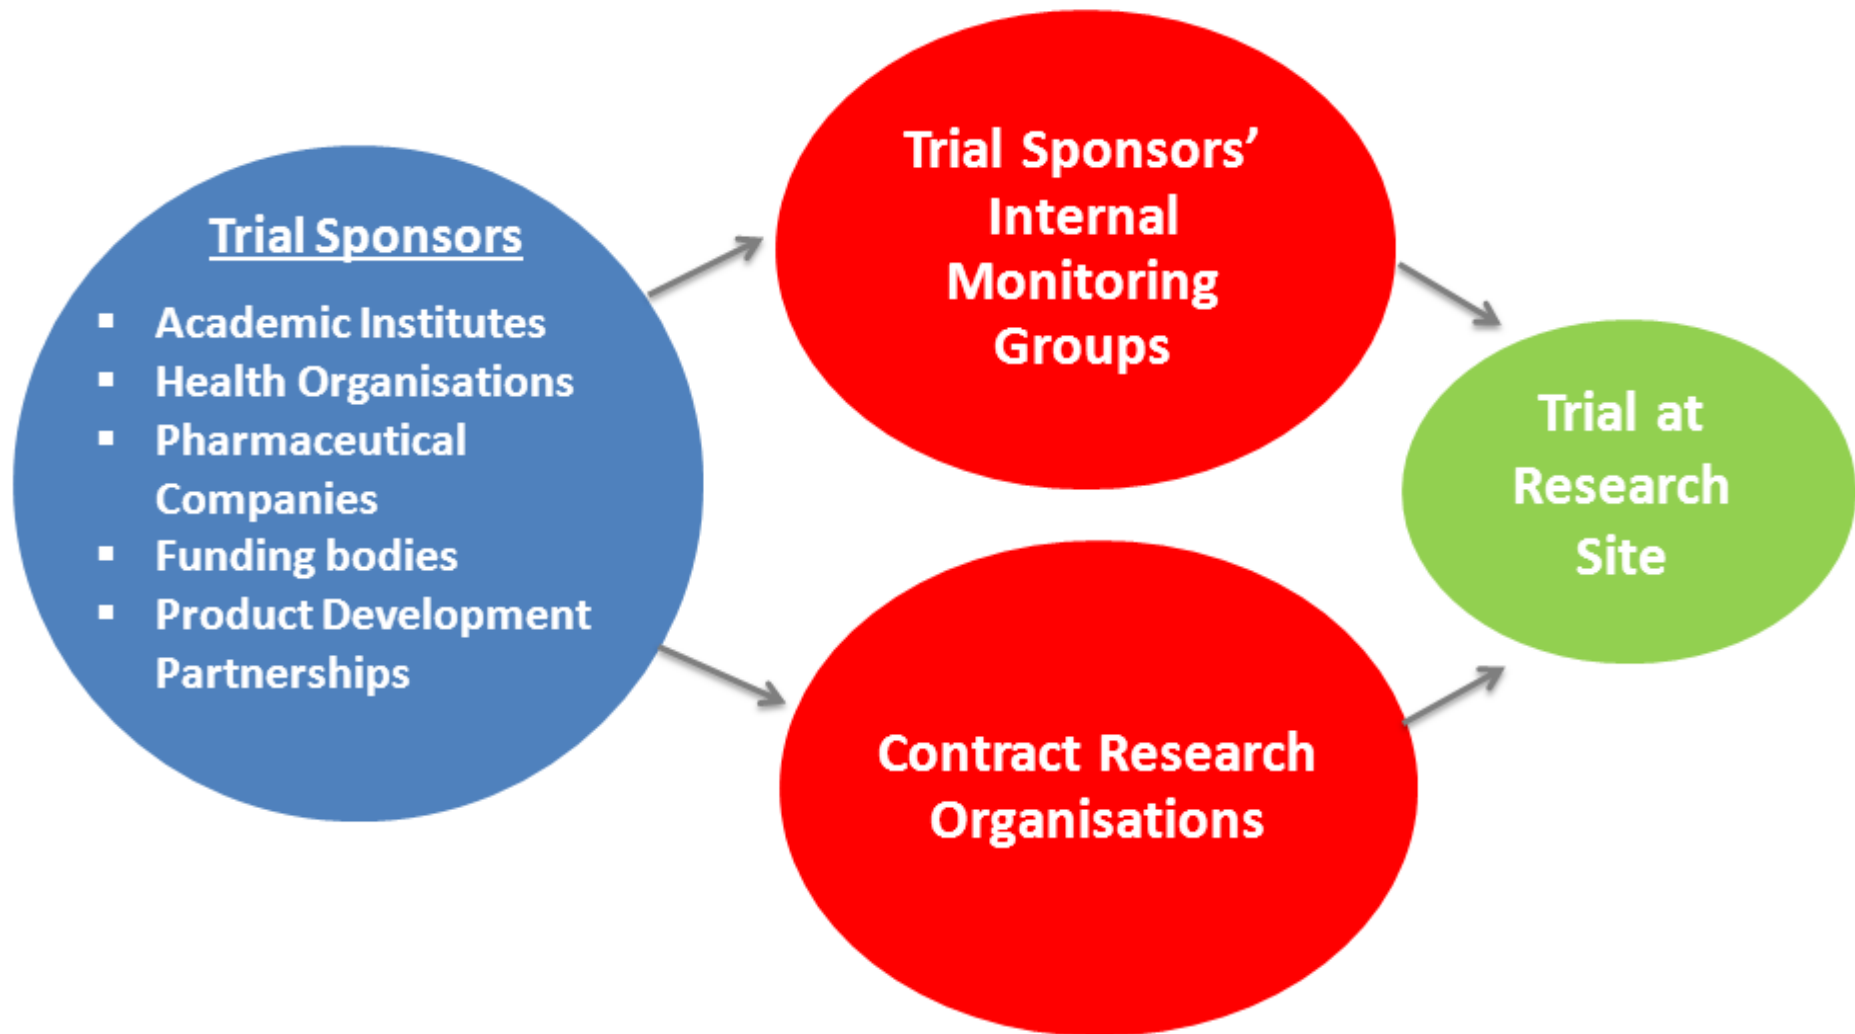 Trial Sponsors
▪ Academic Institutes
▪ Health Organisations
▪ Pharmaceutical
Companies
▪ Funding bodies
▪ Product Development
Partnerships
Trial Sponsors’
Internal
Monitoring
Groups
Contract Research
Organisations
Trial at
Research
Site